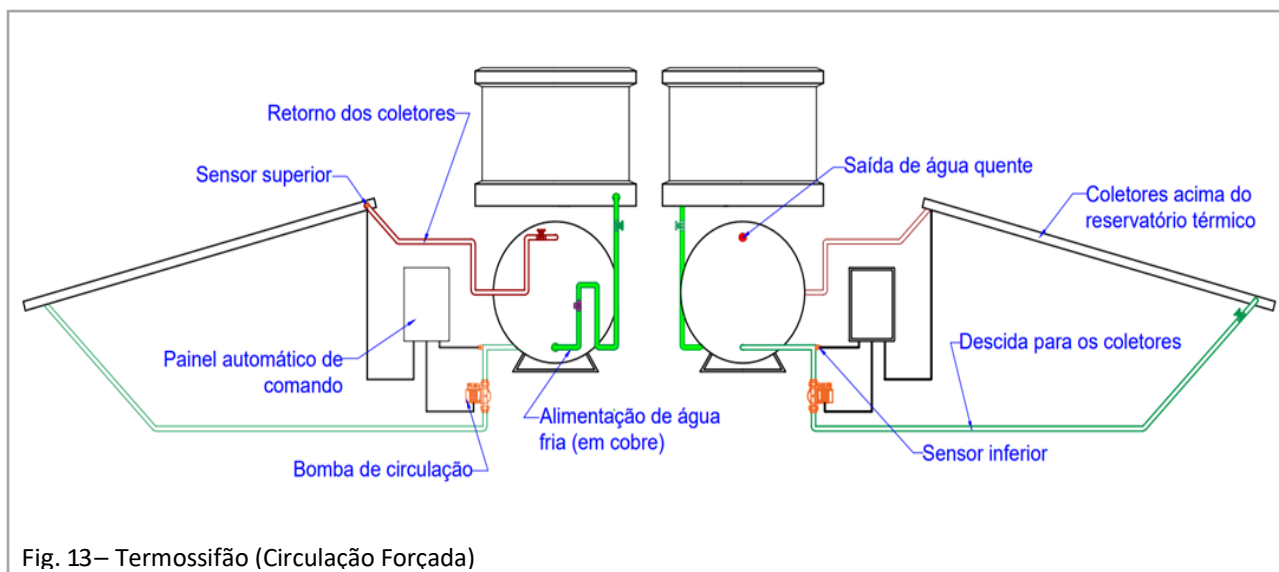 Retorno dos coletores
Sensor superior
Saída de água quente
Coletores acima do
reservatório térmico
Painel automático de
comando
Descida para os coletores
Alimentação de água
fria (em cobre)
Bomba de circulação
Sensor inferior
Fig. 13– Termossifão (Circulação Forçada)